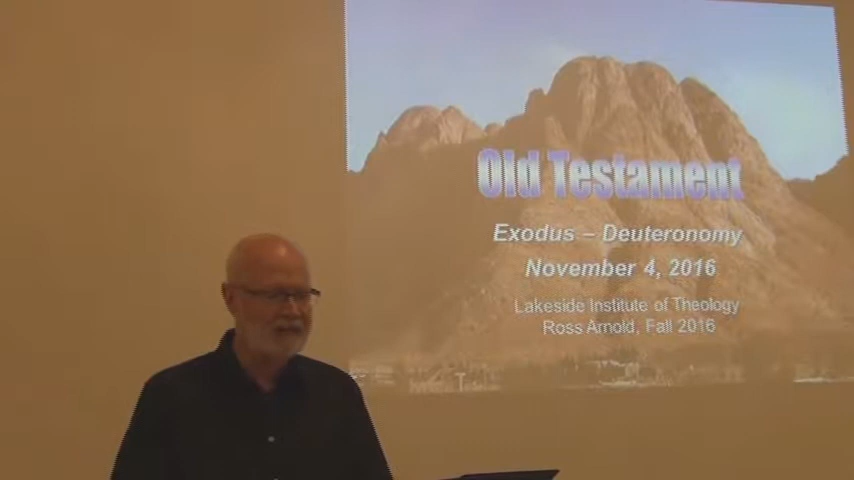 Old Testament
Exodus – Deuteronomy
November 4, 2016
Lakeside Institute of Theology
Ross Arnold, Fall 2016